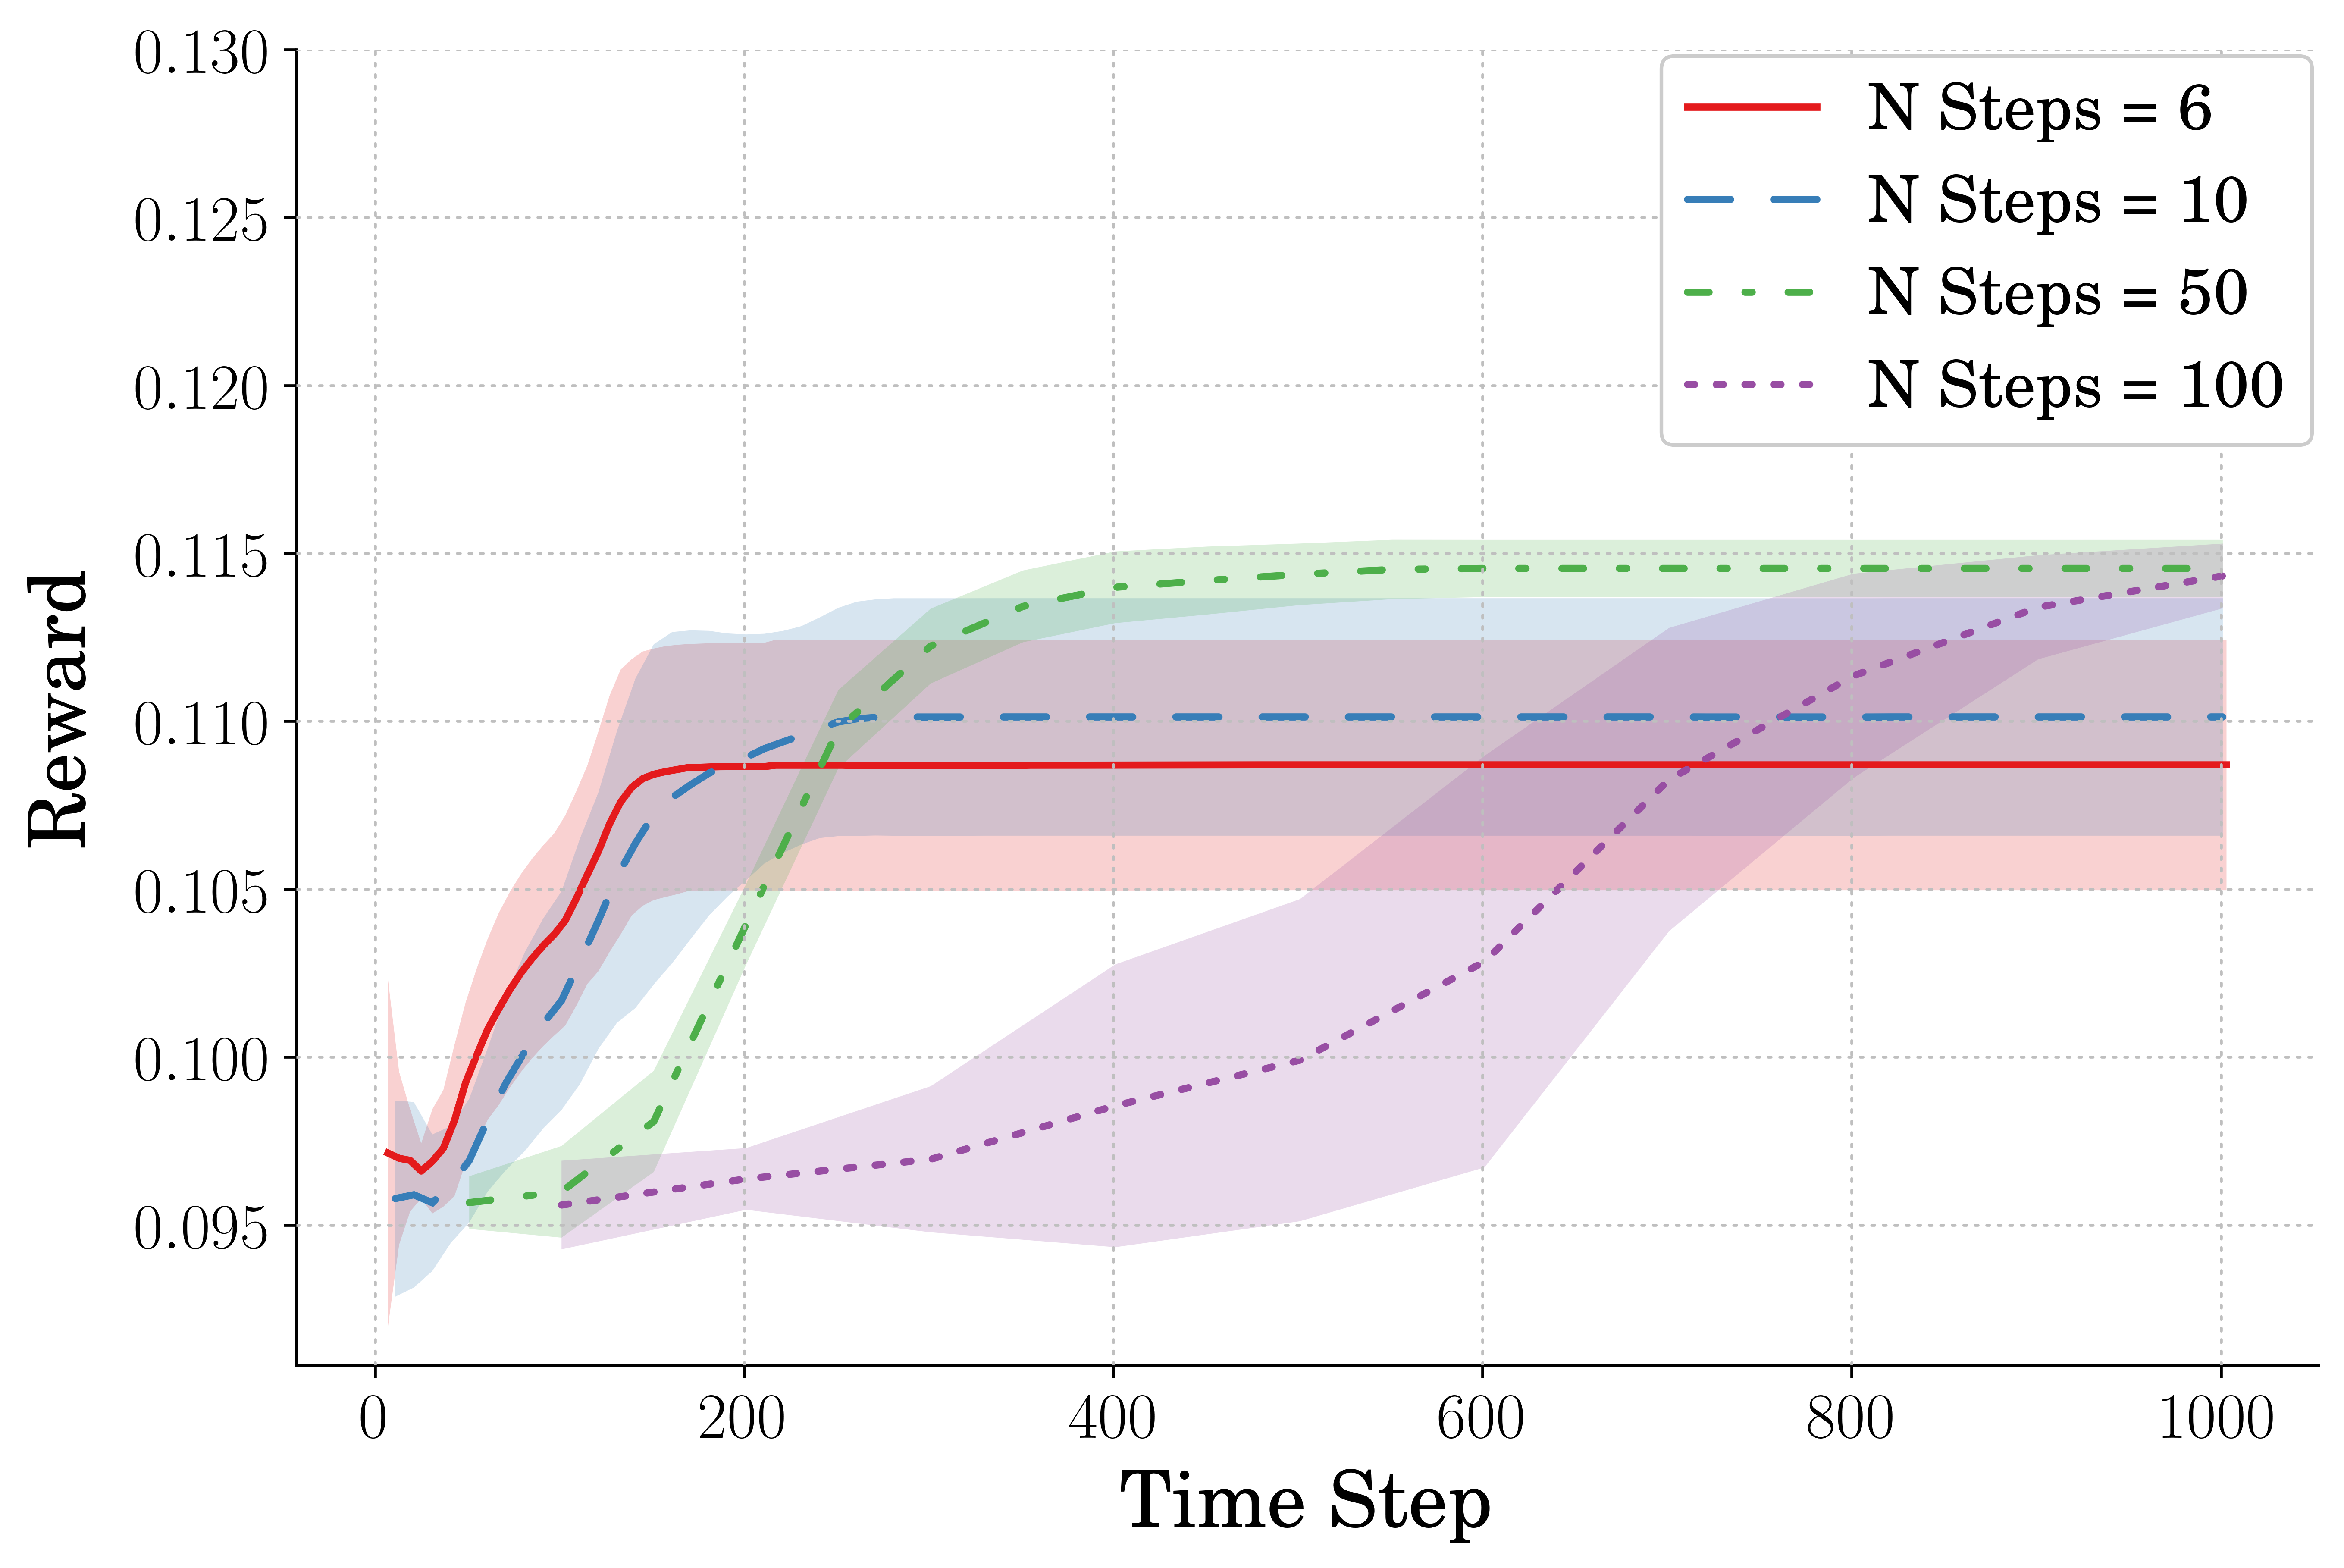 0.130
0.125
0.120
0.115
0.110
0.105
0.100
0.095
Reward
N Steps = 6
N Steps = 10
N Steps = 50
N Steps = 100
0 200 400 600 800 1000
Time Step